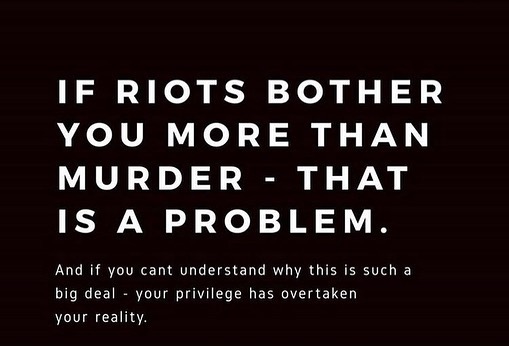 IF RIOTS BOTHER
YOU MORE THAN
MURDER - THAT
IS A PROBLEM.
And if you cant understand why this is such a
big deal - your privilege has overtaken
your reality.